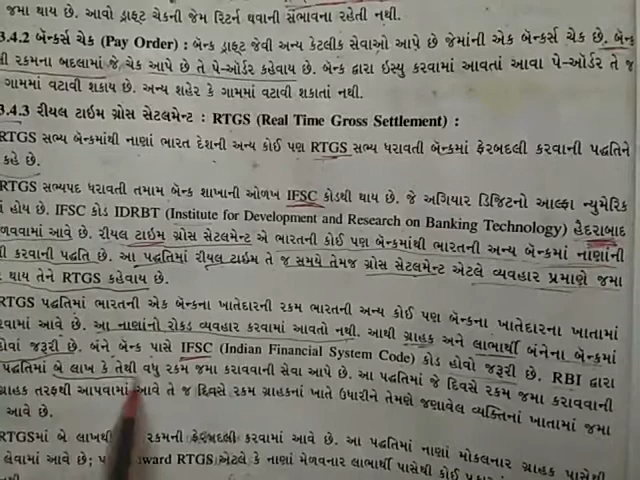 જમા થાય છે. આવો ડ્રાફ્ટ ચેકની જેમ રિટર્ન થવાની સંભાવના રહેતી નથી.
3.4.2 બૅન્કર્સ ચેક (Pay Order) : બૅન્ક ડ્રાફ્ટ જેવી અન્ય કેટલીક સેવાઓ આપે છે જેમાંની એક બૅન્કર્સ ચેક છે. બૅન્ક
રકમના બદલામાં જે ચેક આપે છે તે પે-ઑર્ડર કહેવાય છે. બૅન્ક દ્વારા ઇસ્યુ કરવામાં આવતાં આવા પે-ઑર્ડર તે જ
ગામમાં વટાવી શકાય છે. અન્ય શહેર કે ગામમાં વટાવી શકાતાં નથી.
3.4.3 રીયલ ટાઇમ ગ્રોસ સેટલમેન્ટ : RTGS (Real Time Gross Settlement) :
RTGS સભ્ય બૅન્કમાંથી નાણાં ભારત દેશની અન્ય કોઈ પણ RTGS સભ્ય ધરાવતી બૅન્કમાં ફેરબદલી કરવાની પદ્ધતિને
કહે છે.
RTGS સભ્યપદ ધરાવતી તમામ બૅન્ક શાખાની ઓળખ IFSC કોડથી થાય છે. જે અગિયાર ડિજિટનો આલ્ફા ન્યુમેરિક
હોય છે. IFSC કોડ IDRBT (Institute for Development and Research on Banking Technology) હૈદરાબાદ
આવે છે. રીયલ ટાઇમ ગ્રોસ સેટલમેન્ટ એ ભારતની કોઈ પણ બૅન્કમાંથી ભારતની અન્ય બૅન્કમાં નાણાંની
કરવાની પદ્ધતિ છે. આ પદ્ધતિમાં રીયલ ટાઇમ તે જ સમયે તેમજ ગ્રોસ સેટલમેન્ટ એટલે વ્યવહાર પ્રમાણે જમા
થાય તેને RTGS કહેવાય છે.
RTGS પદ્ધતિમાં ભારતની એક બૅન્કના ખાતેદારની રકમ ભારતની અન્ય કોઈ પણ બૅન્કના ખાતેદારના ખાતામાં
આવે છે. આ નાણાંનો રોકડ વ્યવહાર કરવામાં આવતો નથી. આથી ગ્રાહક અને લાભાર્થી બંનેના બૅન્કમાં
હોવાં જરૂરી છે. બંને બૅન્ક પાસે IFSC (Indian Financial System Code) કોડ હોવો જરૂરી છે. RBI દ્વારા
પદ્ધતિમાં બે લાખ કે તેથી વધુ રકમ જમા કરાવવાની સેવા આપે છે. આ પદ્ધતિમાં જે દિવસે રકમ જમા કરાવવાની
ગ્રાહક તરફથી આપવામાં આવે તે જ દિવસે રકમ ગ્રાહકનાં ખાતે ઉધારીને તેમણે જણાવેલ વ્યક્તિનાં ખાતામાં જમા
આવે છે.
RTGSમાં બે લાખથી રકમની ફેરબદલી કરવામાં આવે છે. આ પદ્ધતિમાં નાણાં મોકલનાર ગ્રાહક પાસેથી
લેવામાં આવે છે; RTGS એટલે કે નાણાં મેળવનાર લાભાર્થી પાસેથી કોઈ